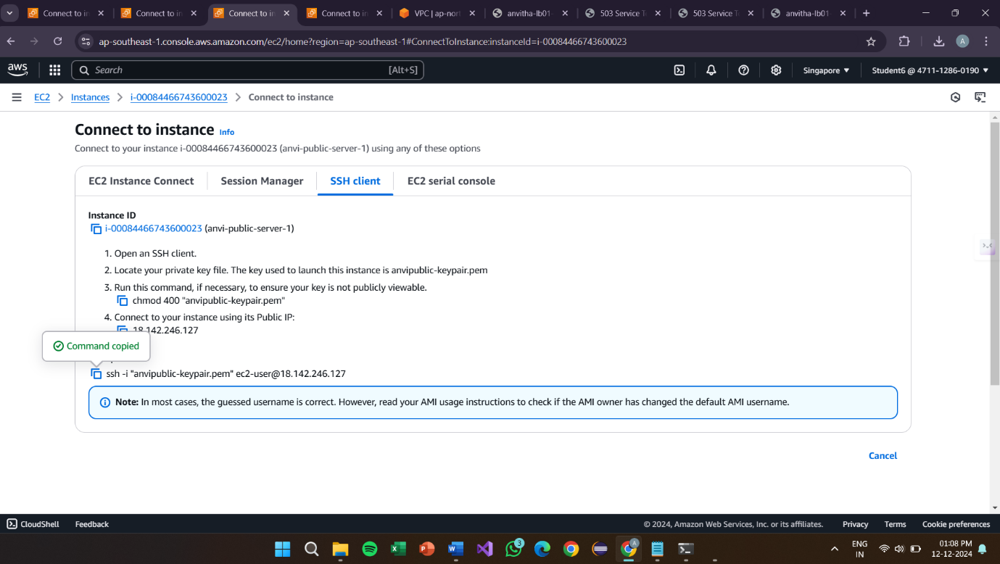 Connect to in
Connect to in
Connect to in
Connect to in
VPC | ap-nort
anvitha-lb01-
503 Service Te
503 Service Te
anvitha-lb01-
ap-southeast-1.console.aws.amazon.com/ec2/home?region=ap-southeast-1#ConnectToInstance:instanceId=i-00084466743600023
A
aws
Search
[Alt+S]
Singapore
Student6 @ 4711-1286-0190
EC2
Instances
i-00084466743600023
Connect to instance
Connect to instance Info
Connect to your instance i-00084466743600023 (anvi-public-server-1) using any of these options
EC2 Instance Connect
Session Manager
SSH client
EC2 serial console
Instance ID
i-00084466743600023 (anvi-public-server-1)
1. Open an SSH client.
2. Locate your private key file. The key used to launch this instance is anvipublic-keypair.pem
3. Run this command, if necessary, to ensure your key is not publicly viewable.
chmod 400 "anvipublic-keypair.pem"
4. Connect to your instance using its Public IP:
18.142.246.127
Command copied
ssh -i "anvipublic-keypair.pem" ec2-user@18.142.246.127
Note: In most cases, the guessed username is correct. However, read your AMI usage instructions to check if the AMI owner has changed the default AMI username.
Cancel
CloudShell
Feedback
© 2024, Amazon Web Services, Inc. or its affiliates.
Privacy
Terms
Cookie preferences
3
A
ENG
IN
01:08 PM
12-12-2024